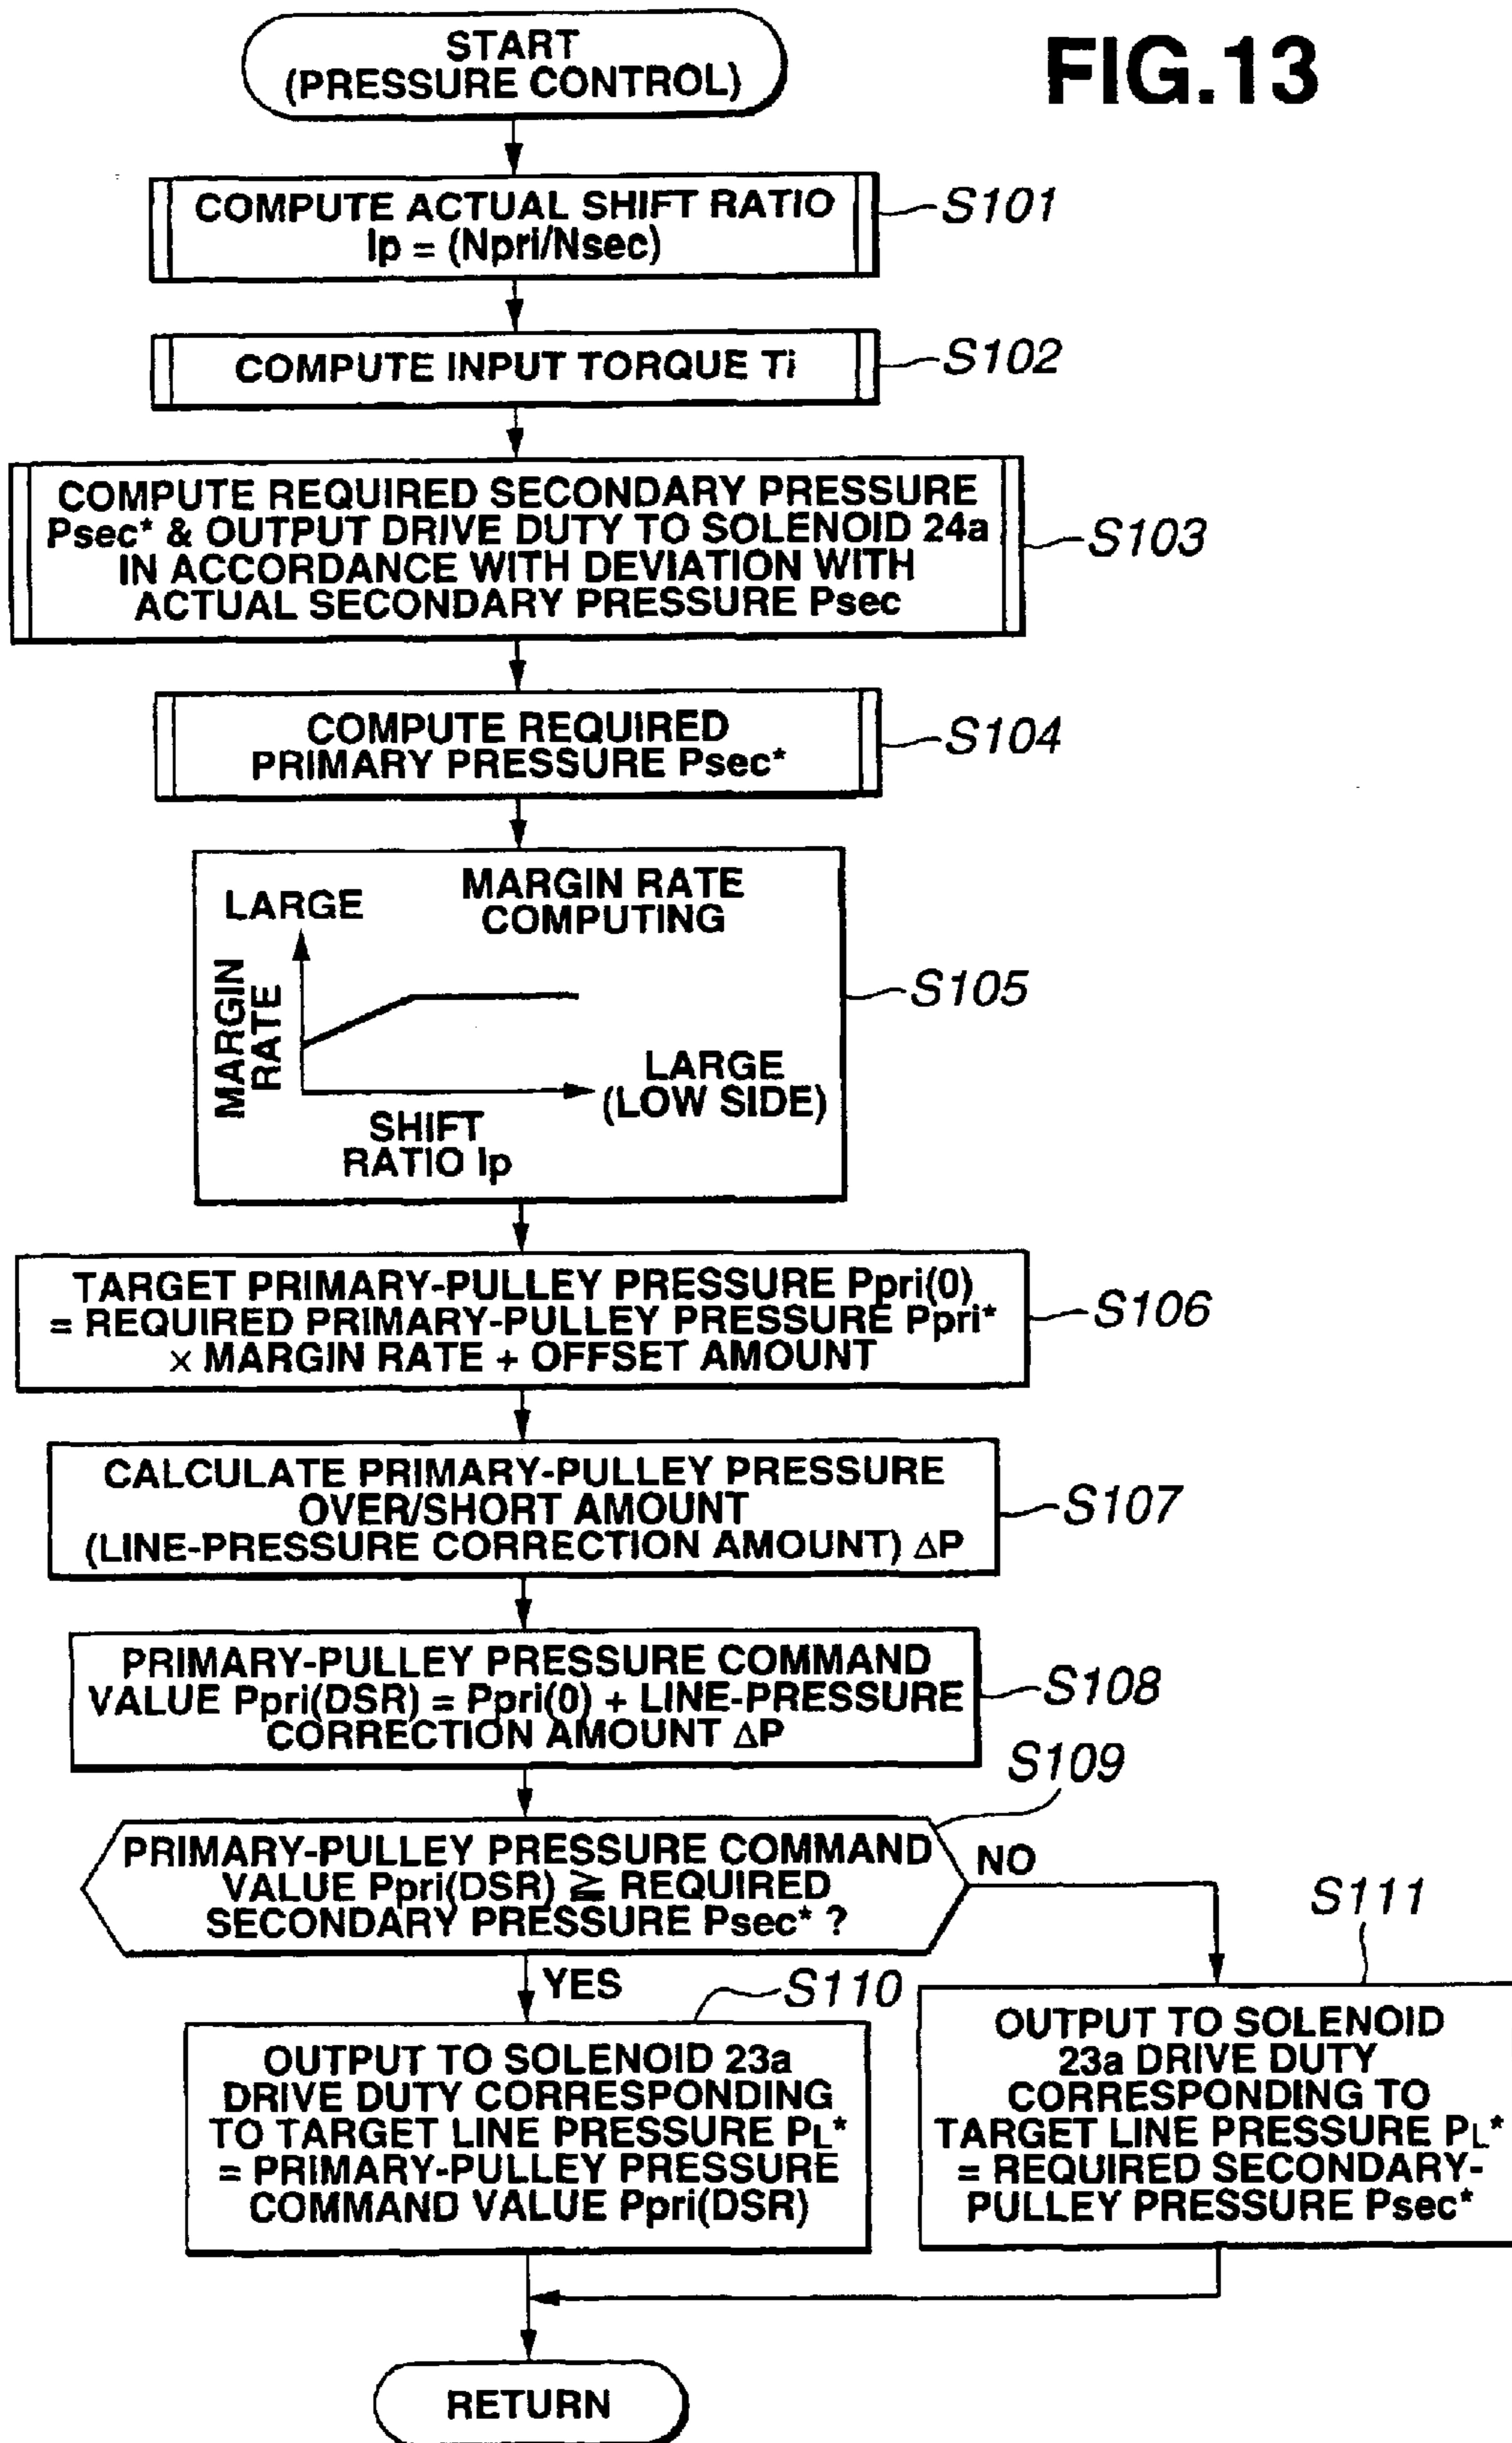 FIG.13
START
(PRESSURE CONTROL)
COMPUTE ACTUAL SHIFT RATIO
Ip = (Npri/Nsec)
S101
COMPUTE INPUT TORQUE Ti
S102
COMPUTE REQUIRED SECONDARY PRESSURE
Psec* & OUTPUT DRIVE DUTY TO SOLENOID 24a
IN ACCORDANCE WITH DEVIATION WITH
ACTUAL SECONDARY PRESSURE Psec
S103
COMPUTE REQUIRED
PRIMARY PRESSURE Psec*
S104
MARGIN RATE
COMPUTING
LARGE
MARGIN
RATE
LARGE
(LOW SIDE)
SHIFT
RATIO Ip
S105
TARGET PRIMARY-PULLEY PRESSURE Ppri(0)
= REQUIRED PRIMARY-PULLEY PRESSURE Ppri*
× MARGIN RATE + OFFSET AMOUNT
S106
CALCULATE PRIMARY-PULLEY PRESSURE
OVER/SHORT AMOUNT
(LINE-PRESSURE CORRECTION AMOUNT) ΔP
S107
PRIMARY-PULLEY PRESSURE COMMAND
VALUE Ppri(DSR) = Ppri(0) + LINE-PRESSURE
CORRECTION AMOUNT ΔP
S108
S109
PRIMARY-PULLEY PRESSURE COMMAND
VALUE Ppri(DSR) ≧ REQUIRED
SECONDARY PRESSURE Psec* ?
NO
YES
S110
OUTPUT TO SOLENOID 23a
DRIVE DUTY CORRESPONDING
TO TARGET LINE PRESSURE PL*
= PRIMARY-PULLEY PRESSURE
COMMAND VALUE Ppri(DSR)
S111
OUTPUT TO SOLENOID
23a DRIVE DUTY
CORRESPONDING TO
TARGET LINE PRESSURE PL*
= REQUIRED SECONDARY-
PULLEY PRESSURE Psec*
RETURN